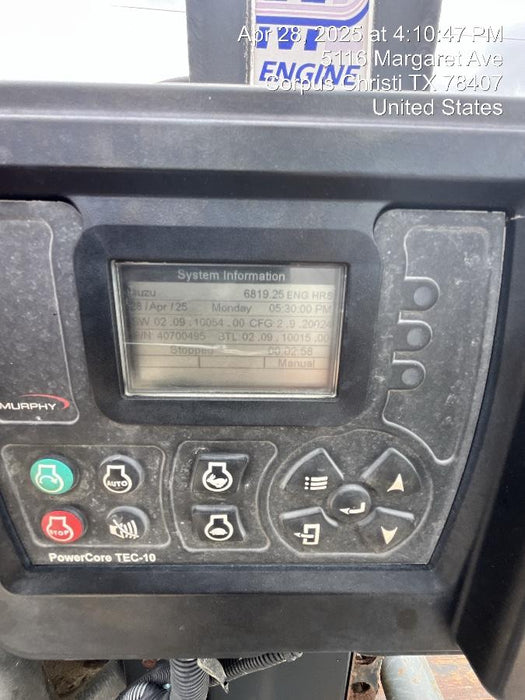 Apr 28, 2025 at 4:10:47 PM
5116 Margaret Ave
Corpus Christi TX 78407
United States
ENGINE
System Information
Isuzu 6819.25 ENG HRS
28/Apr/25 Monday 05:30:00 PM
SW 02.09.10054.00 CFG 2.9.20024
S/N: 40700495 BTL 02.09.10015.00
Stopped 00:02:58
Manual
MURPHY
AUTO
STOP
PowerCore TEC-10